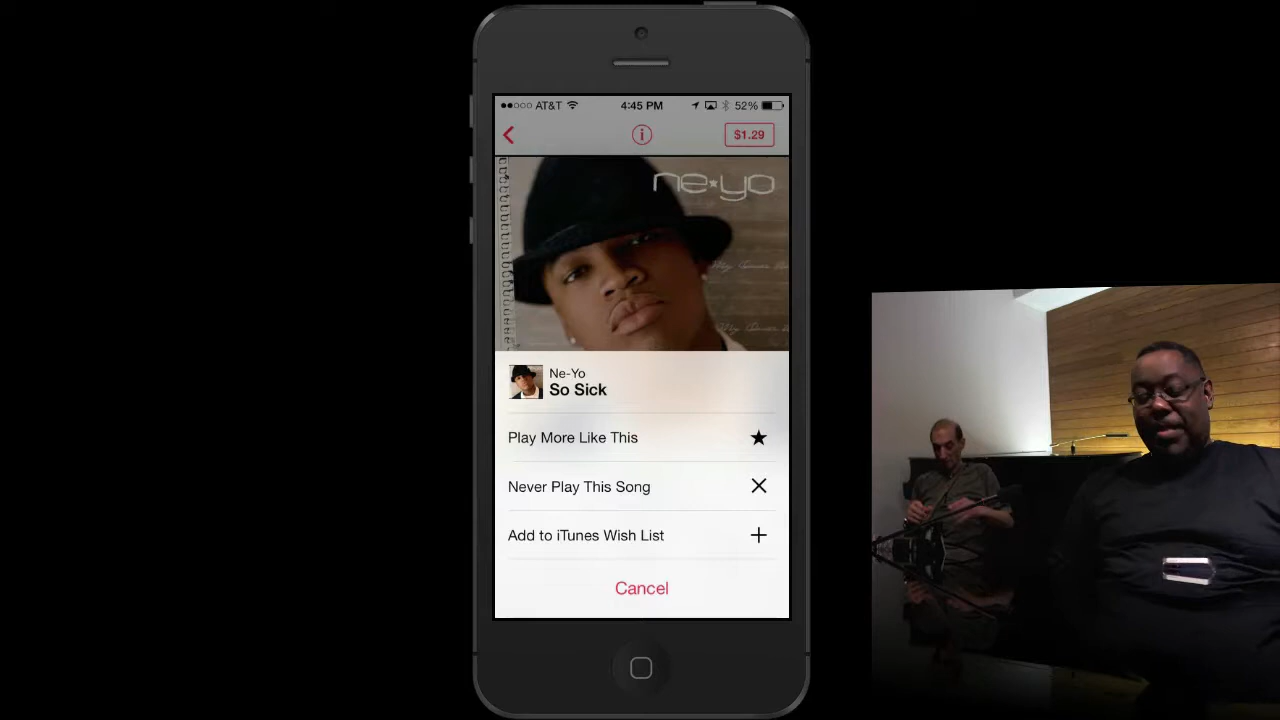 AT&T 4:45 PM 52%
$1.29
ne★yo
Ne-Yo
So Sick
Play More Like This
Never Play This Song
Add to iTunes Wish List
Cancel